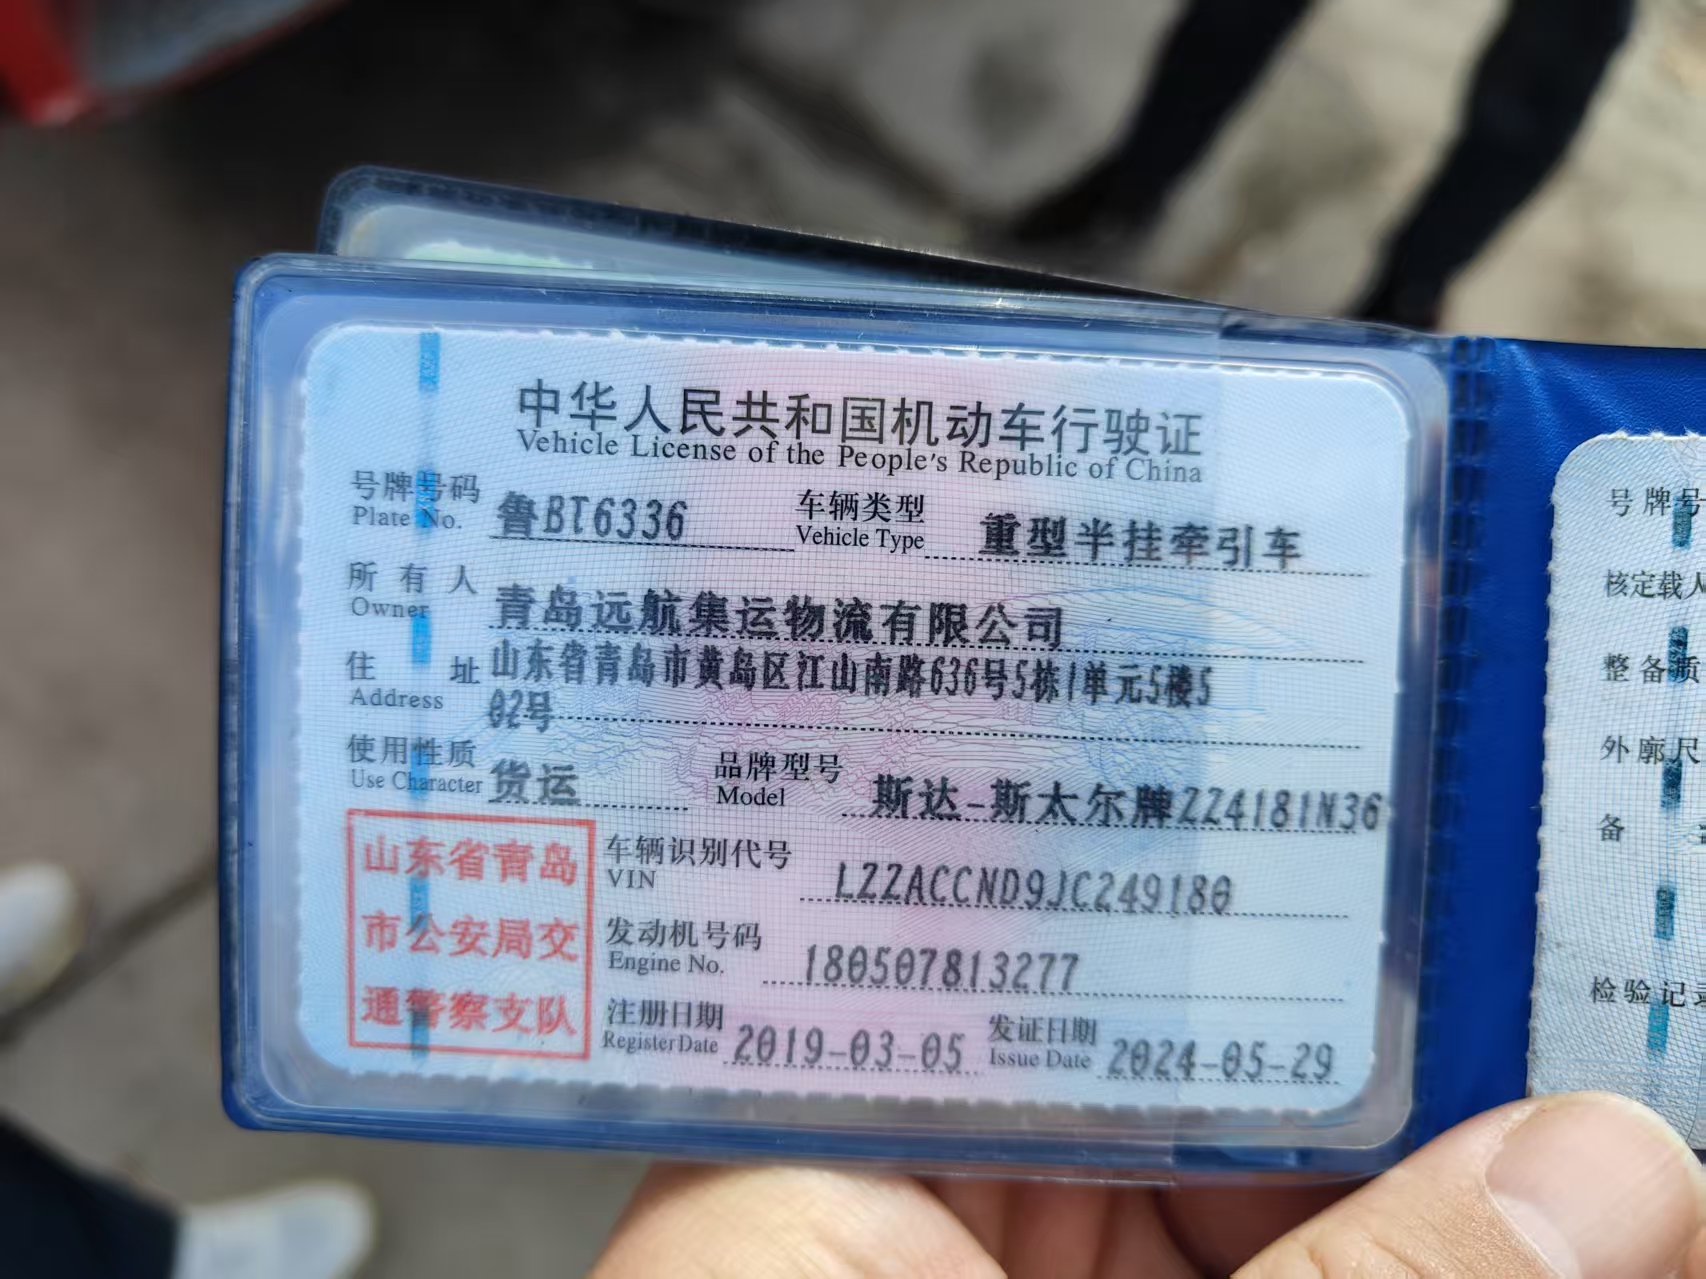 中华人民共和国机动车行驶证
Vehicle License of the People's Republic of China
号牌号码 鲁BT6336 车辆类型 重型半挂牵引车
Plate No. Vehicle Type
所有人 青岛远航集运物流有限公司
Owner
住址 山东省青岛市黄岛区江山南路636号5栋1单元5楼5
Address 02号
使用性质 货运 品牌型号 斯达-斯太尔牌ZZ4181N36
Use Character Model
山东省青岛
市公安局交
通警察支队
车辆识别代号 LZZACCND9JC249180
VIN
发动机号码 180507813277
Engine No.
注册日期 2019-03-05 发证日期 2024-05-29
Register Date Issue Date
号牌号
核定载人
整备质
外廓尺
备
检验记录